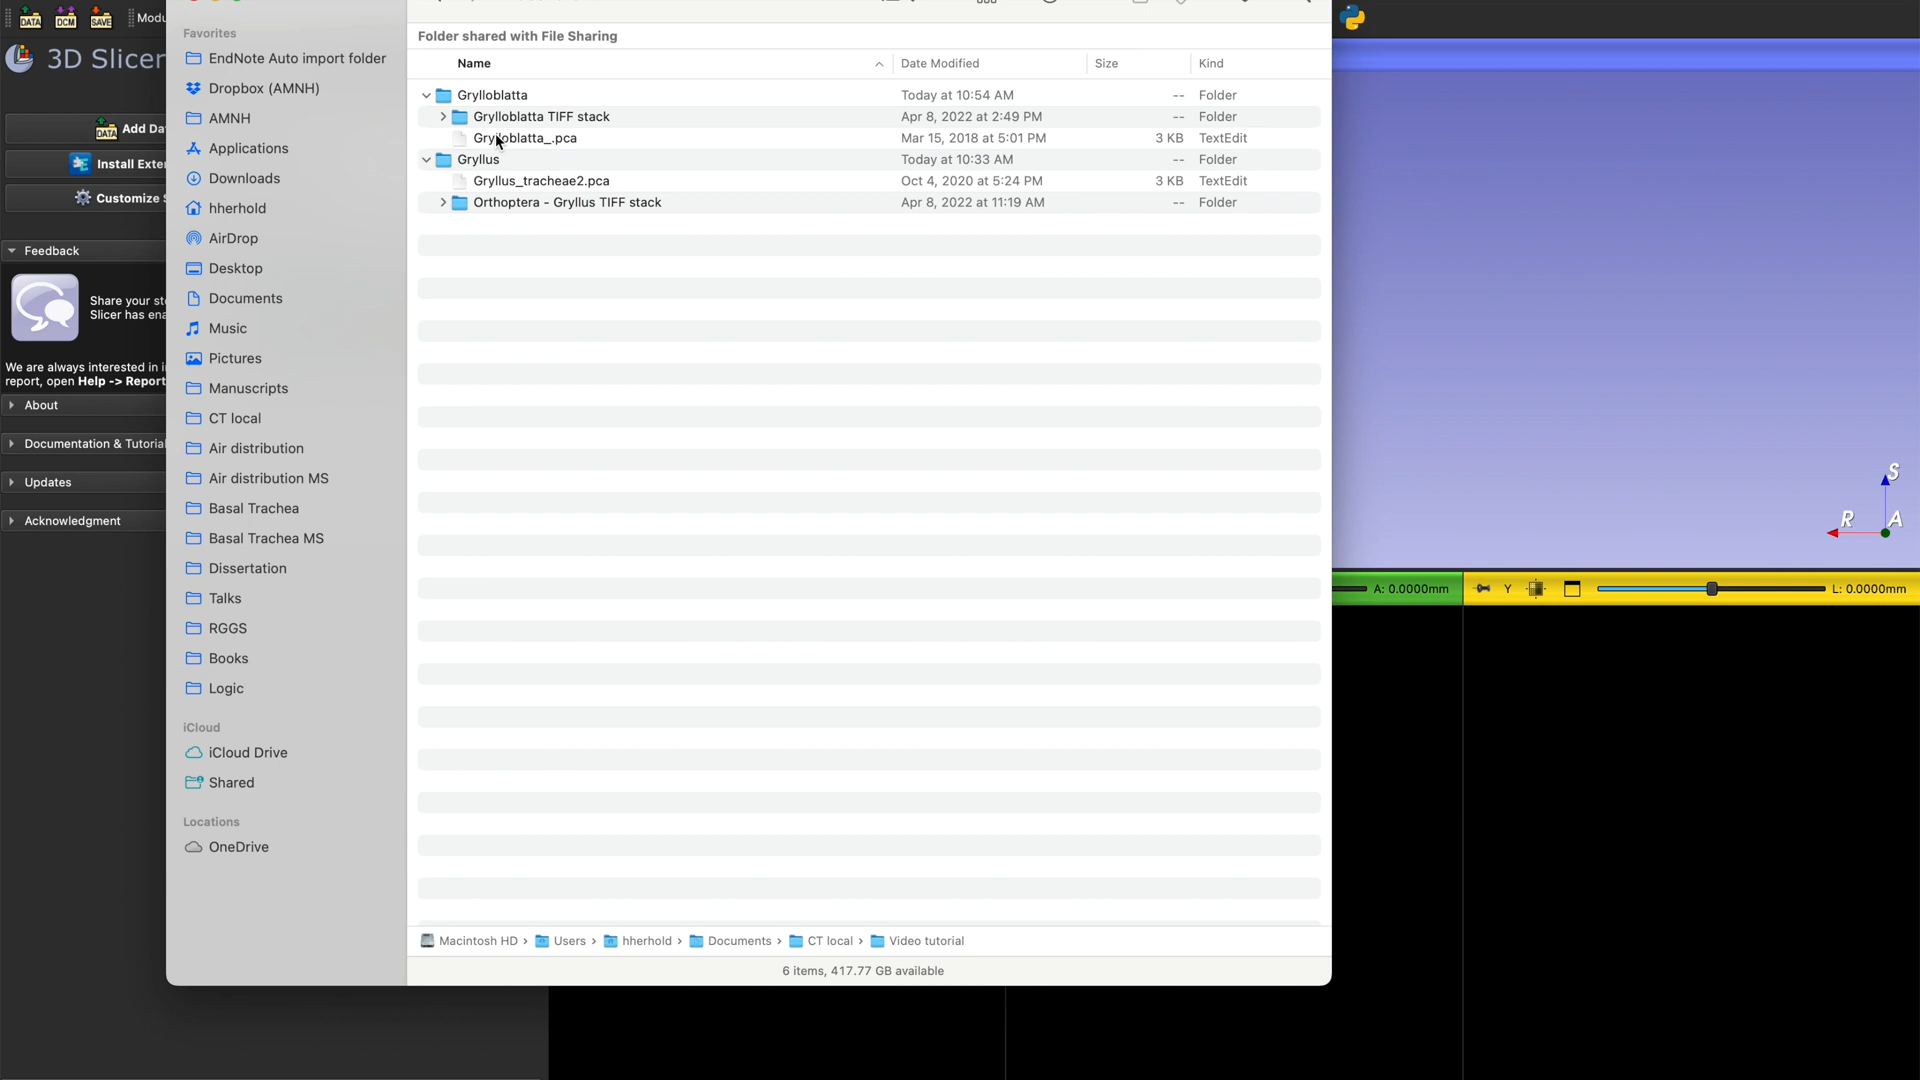 DATA DCM SAVE Modu
3D Slicer
DATA Add Da
Install Exter
Customize S
Feedback
Share your st
Slicer has ena
We are always interested in i
report, open Help -> Report
About
Documentation & Tutorial
Updates
Acknowledgment
Favorites
EndNote Auto import folder
Dropbox (AMNH)
AMNH
Applications
Downloads
hherhold
AirDrop
Desktop
Documents
Music
Pictures
Manuscripts
CT local
Air distribution
Air distribution MS
Basal Trachea
Basal Trachea MS
Dissertation
Talks
RGGS
Books
Logic
iCloud
iCloud Drive
Shared
Locations
OneDrive
Folder shared with File Sharing
Name Date Modified Size Kind
Grylloblatta Today at 10:54 AM -- Folder
Grylloblatta TIFF stack Apr 8, 2022 at 2:49 PM -- Folder
Grylloblatta_.pca Mar 15, 2018 at 5:01 PM 3 KB TextEdit
Gryllus Today at 10:33 AM -- Folder
Gryllus_tracheae2.pca Oct 4, 2020 at 5:24 PM 3 KB TextEdit
Orthoptera - Gryllus TIFF stack Apr 8, 2022 at 11:19 AM -- Folder
Macintosh HD › Users › hherhold › Documents › CT local › Video tutorial
6 items, 417.77 GB available
S
R A
A: 0.0000mm Y L: 0.0000mm